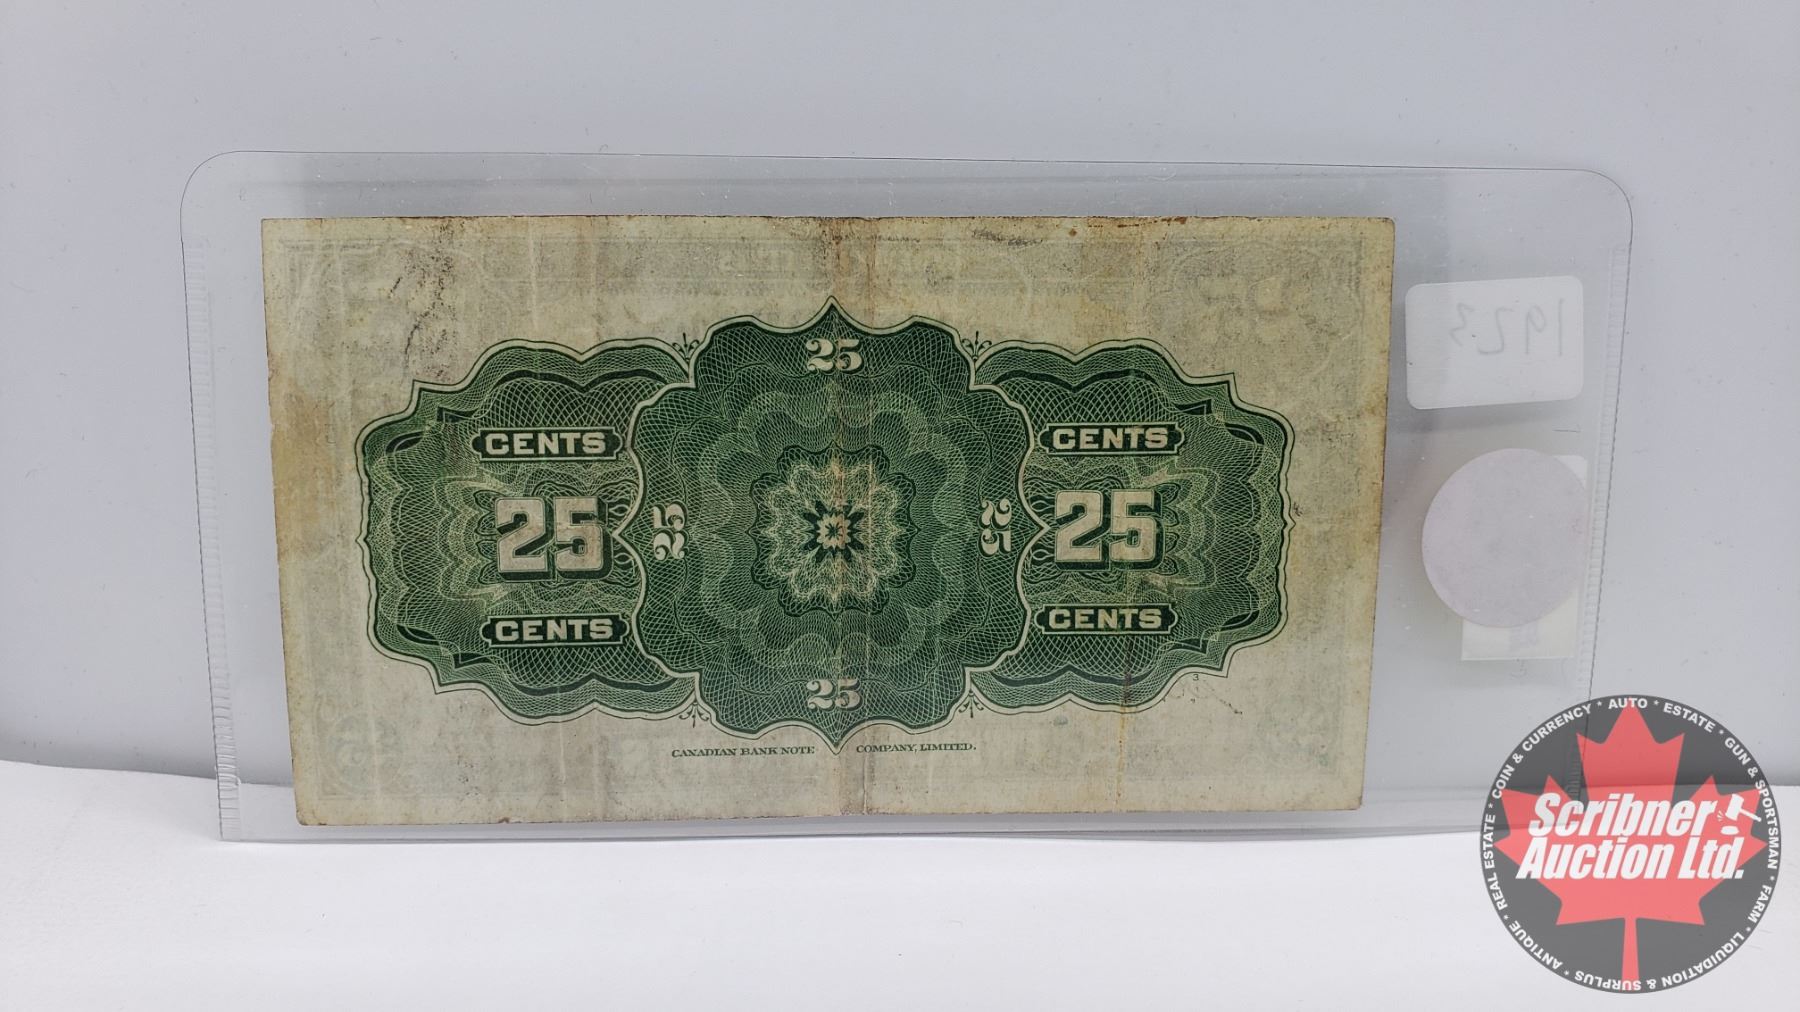 25
CENTS
CENTS
25
25
25
25
CENTS
CENTS
25
3
CANADIAN BANK NOTE COMPANY, LIMITED.
1923
Scribner
Auction Ltd.
REAL ESTATE * COIN & CURRENCY * AUTO * ESTATE * GUN & SPORTSMAN * FARM * LIQUIDATION & SURPLUS * ANTIQUE *